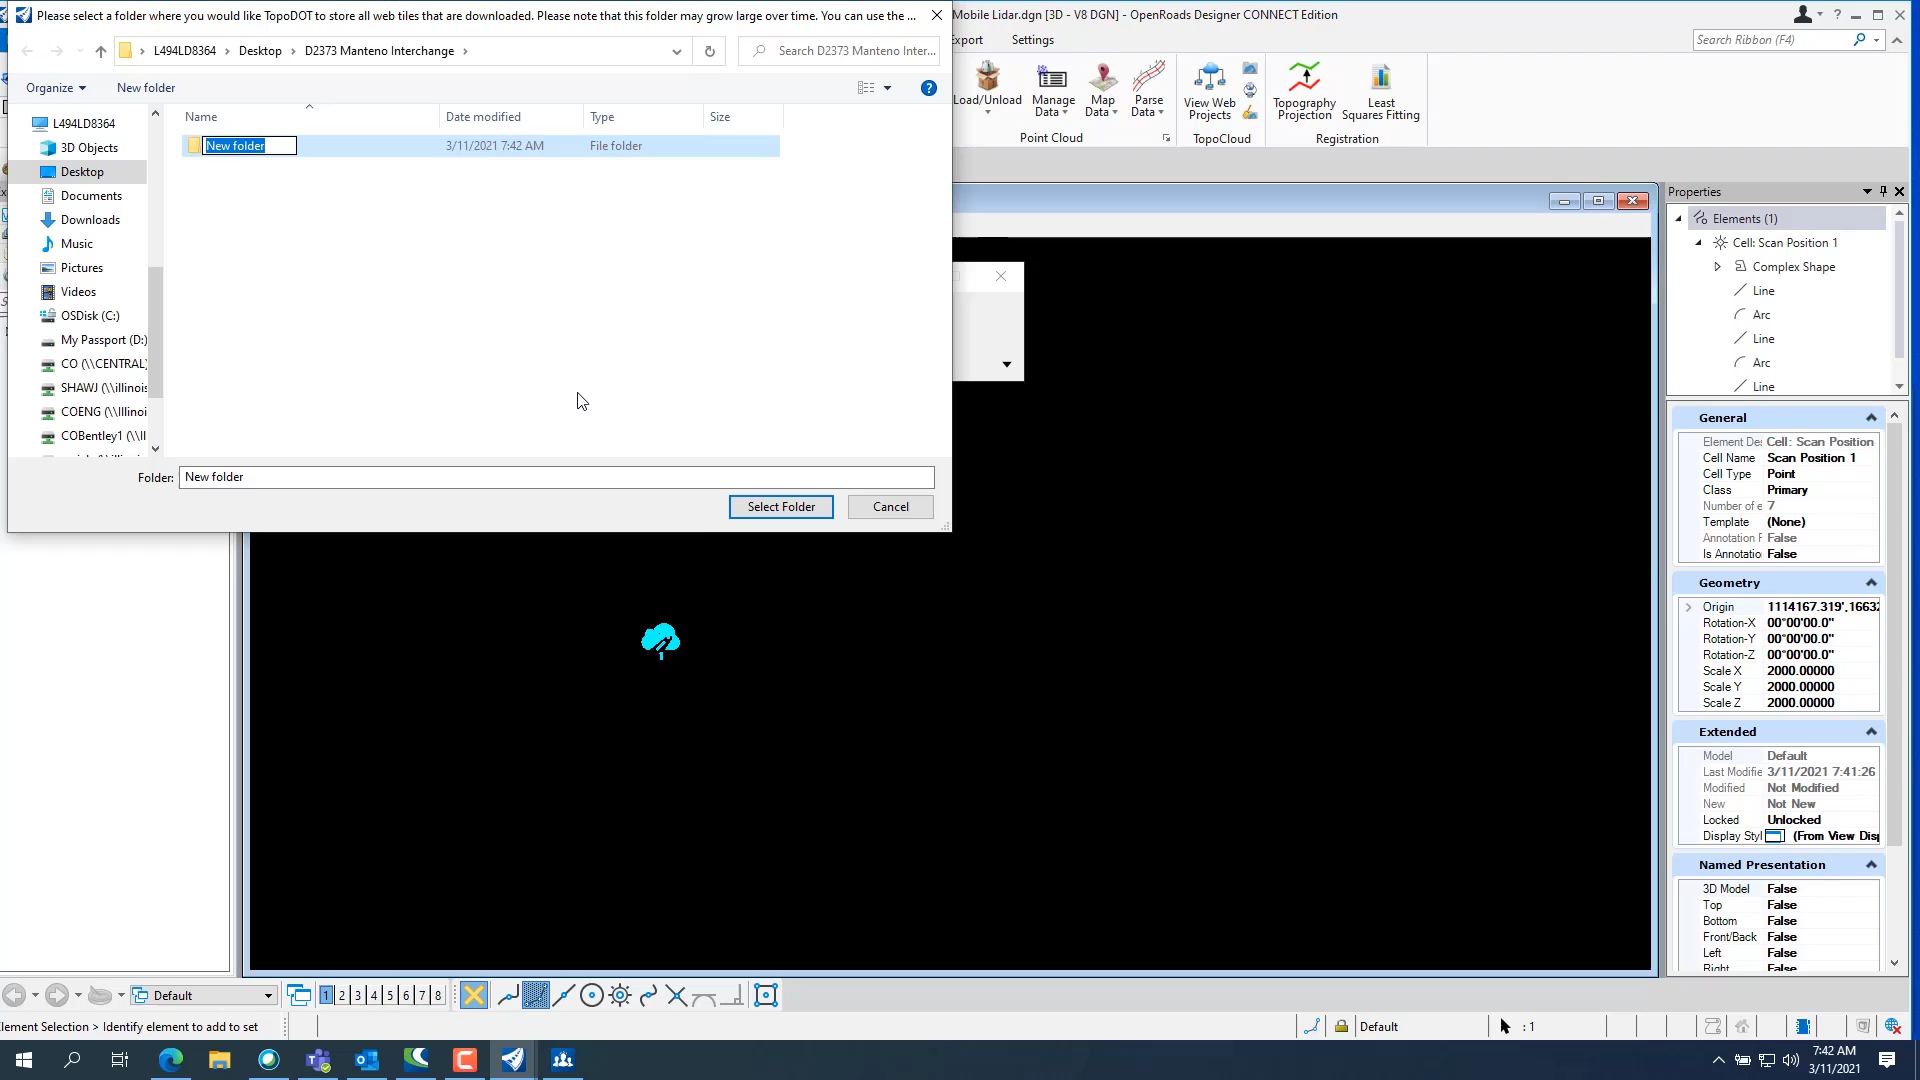 Please select a folder where you would like TopoDOT to store all web tiles that are downloaded. Please note that this folder may grow large over time. You can use the ...
Mobile Lidar.dgn [3D - V8 DGN] - OpenRoads Designer CONNECT Edition
L494LD8364 > Desktop > D2373 Manteno Interchange >
Search D2373 Manteno Inter...
xport
Settings
Search Ribbon (F4)
Organize
New folder
Load/Unload
Manage Data
Map Data
Parse Data
View Web Projects
Topography Projection
Least Squares Fitting
Point Cloud
TopoCloud
Registration
Name
Date modified
Type
Size
New folder
3/11/2021 7:42 AM
File folder
L494LD8364
3D Objects
Desktop
Documents
Downloads
Music
Pictures
Videos
OSDisk (C:)
My Passport (D:)
CO (\\CENTRAL)
SHAWJ (\\illinois
COENG (\\Illinoi
COBentley1 (\\Il
Folder:
New folder
Select Folder
Cancel
1
Properties
Elements (1)
Cell: Scan Position 1
Complex Shape
Line
Arc
Line
Arc
Line
General
Element Des
Cell: Scan Position
Cell Name
Scan Position 1
Cell Type
Point
Class
Primary
Number of e
7
Template
(None)
Annotation P
False
Is Annotatio
False
Geometry
Origin
1114167.319',16632
Rotation-X
00°00'00.0"
Rotation-Y
00°00'00.0"
Rotation-Z
00°00'00.0"
Scale X
2000.00000
Scale Y
2000.00000
Scale Z
2000.00000
Extended
Model
Default
Last Modifie
3/11/2021 7:41:26
Modified
Not Modified
New
Not New
Locked
Unlocked
Display Styl
(From View Disp
Named Presentation
3D Model
False
Top
False
Bottom
False
Front/Back
False
Left
False
Right
False
Default
1 2 3 4 5 6 7 8
lement Selection > Identify element to add to set
Default
: 1
7:42 AM
3/11/2021